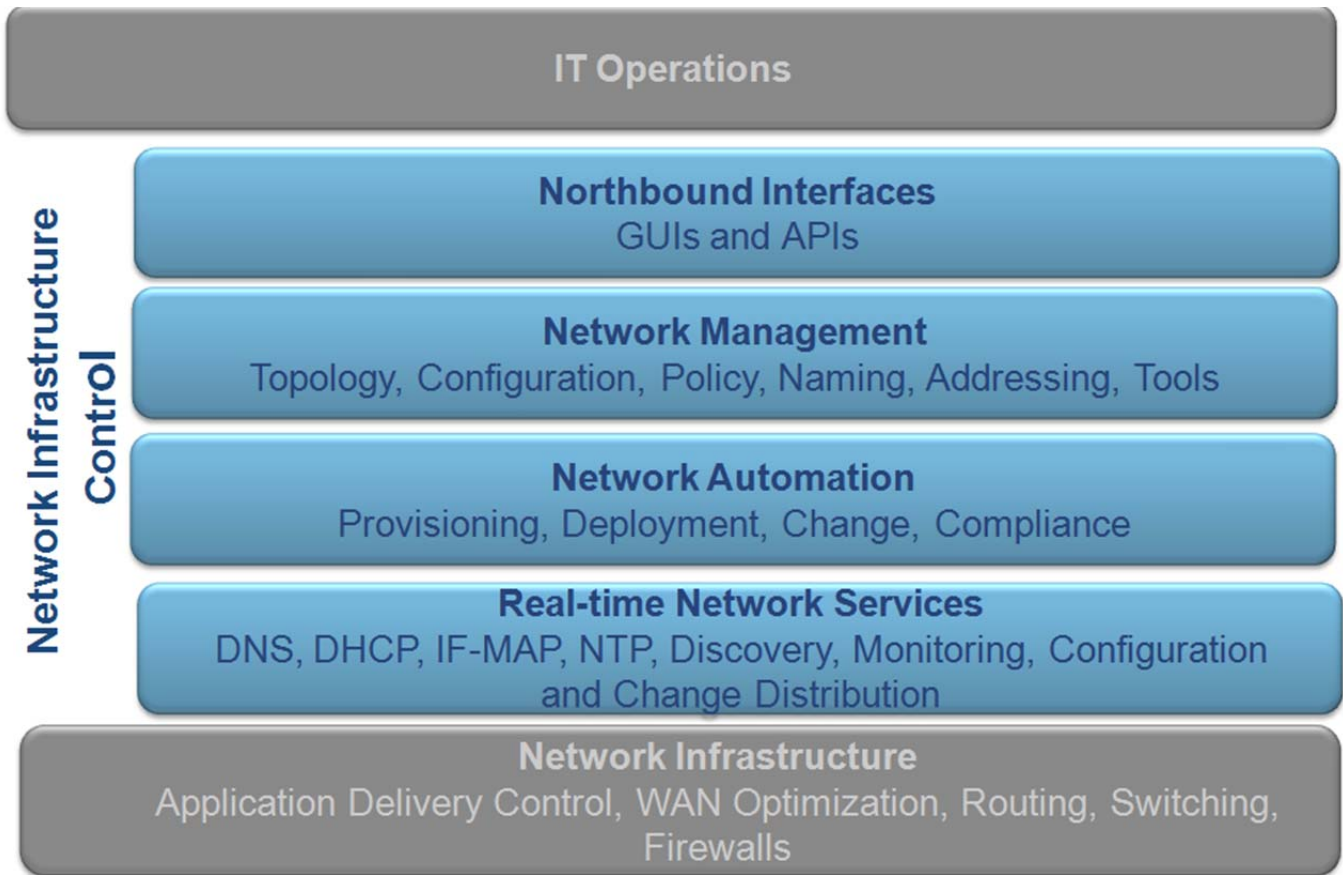 IT Operations
Network Infrastructure
Control
Northbound Interfaces
GUIs and APIs
Network Management
Topology, Configuration, Policy, Naming, Addressing, Tools
Network Automation
Provisioning, Deployment, Change, Compliance
Real-time Network Services
DNS, DHCP, IF-MAP, NTP, Discovery, Monitoring, Configuration
and Change Distribution
Network Infrastructure
Application Delivery Control, WAN Optimization, Routing, Switching,
Firewalls